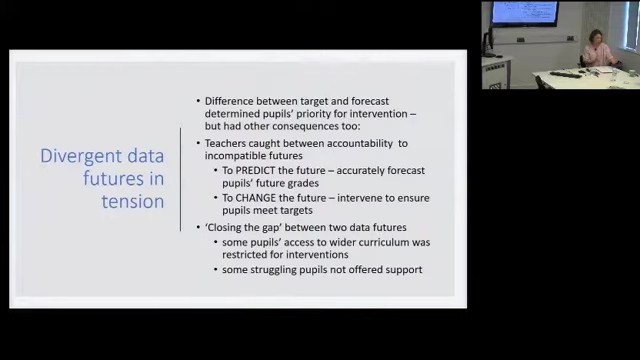 Divergent data
futures in
tension
• Difference between target and forecast
determined pupils' priority for intervention –
but had other consequences too:
• Teachers caught between accountability to
incompatible futures
• To PREDICT the future – accurately forecast
pupils' future grades
• To CHANGE the future – intervene to ensure
pupils meet targets
• 'Closing the gap' between two data futures
• some pupils' access to wider curriculum was
restricted for interventions
• some struggling pupils not offered support